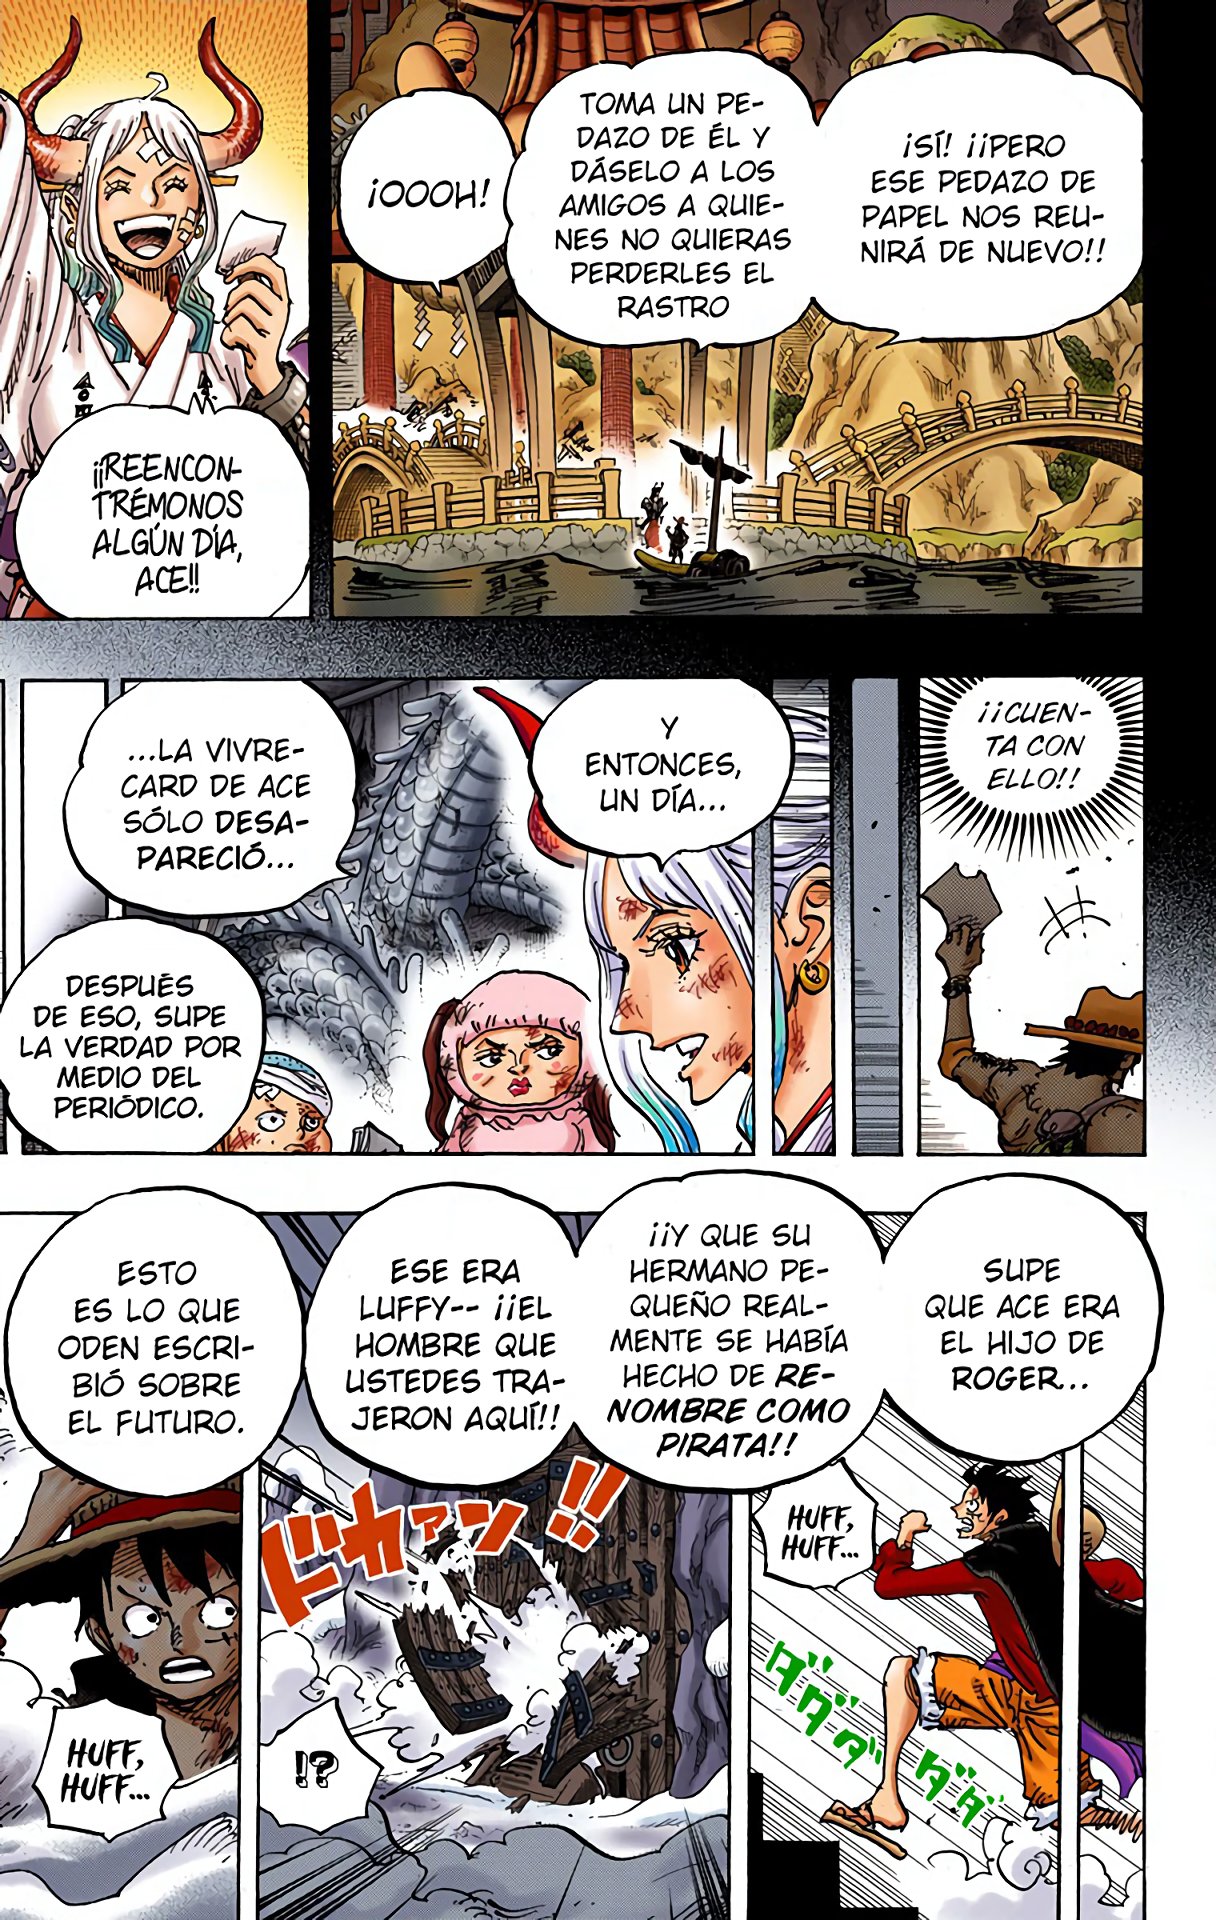 ¡SÍ! ¡¡PERO
ESE PEDAZO DE
PAPEL NOS REU-
NIRÁ DE NUEVO!!
TOMA UN PE-
DAZO DE ÉL Y
DÁSELO A LOS
AMIGOS A QUIE-
NES NO QUIERAS
PERDERLES EL
RASTRO
¡OOOH!
¡¡REENCON-
TRÉMONOS
ALGÚN DÍA,
ACE!!
¡¡CUEN-
TA CON
ELLO!!
Y
ENTONCES,
UN DÍA...
...LA VIVRE-
CARD DE ACE
SÓLO DESA-
PARECIÓ...
DESPUÉS
DE ESO, SUPE
LA VERDAD POR
MEDIO DEL
PERIÓDICO.
SUPE
QUE ACE ERA
EL HIJO DE
ROGER...
¡¡Y QUE SU
HERMANO PE-
QUEÑO REAL-
MENTE SE HABÍA
HECHO DE RE-
NOMBRE COMO
PIRATA!!
ESE ERA
LUFFY-- ¡¡EL
HOMBRE QUE
USTEDES TRA-
JERON AQUÍ!!
ESTO
ES LO QUE
ODEN ESCRI-
BIÓ SOBRE
EL FUTURO.
HUFF,
HUFF...
ダダダダ
ダダ
ドカァン!!
!?
HUFF,
HUFF...